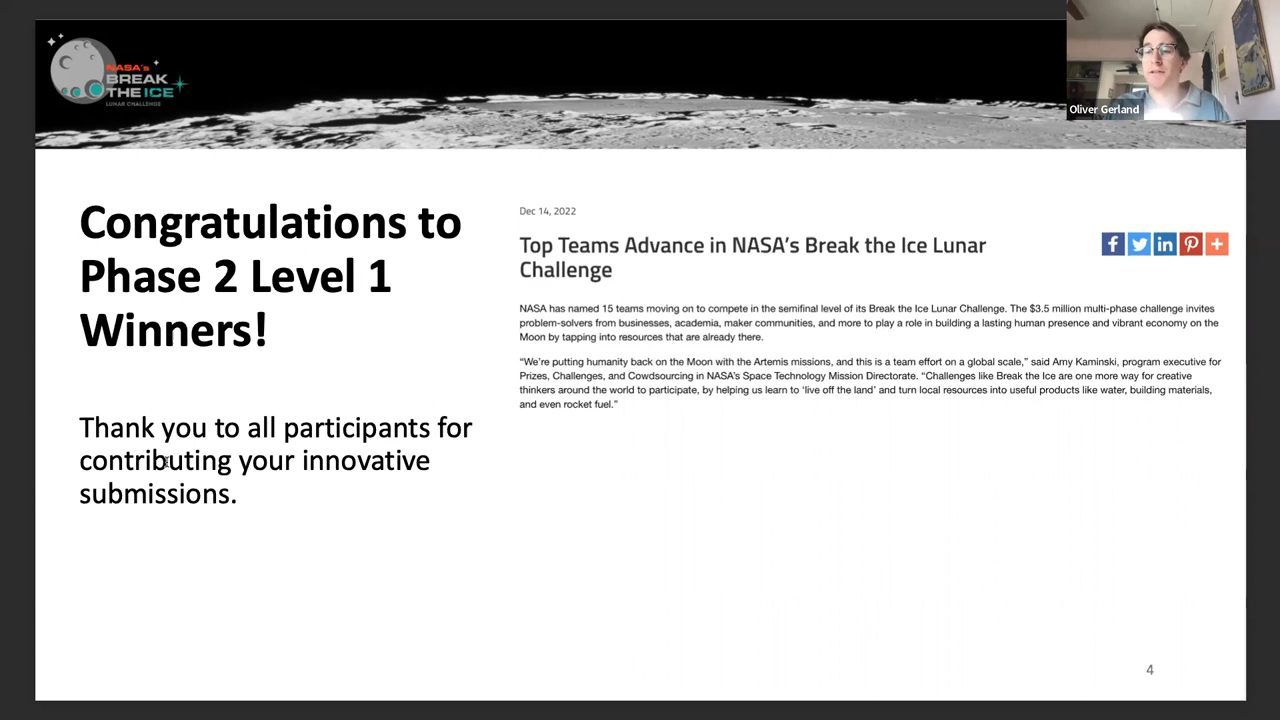 NASA's
BREAK
THE ICE
LUNAR CHALLENGE
Oliver Gerland
Congratulations to
Phase 2 Level 1
Winners!
Thank you to all participants for
contributing your innovative
submissions.
Dec 14, 2022
Top Teams Advance in NASA's Break the Ice Lunar
Challenge
NASA has named 15 teams moving on to compete in the semifinal level of its Break the Ice Lunar Challenge. The $3.5 million multi-phase challenge invites
problem-solvers from businesses, academia, maker communities, and more to play a role in building a lasting human presence and vibrant economy on the
Moon by tapping into resources that are already there.
“We're putting humanity back on the Moon with the Artemis missions, and this is a team effort on a global scale,” said Amy Kaminski, program executive for
Prizes, Challenges, and Cowdsourcing in NASA's Space Technology Mission Directorate. “Challenges like Break the Ice are one more way for creative
thinkers around the world to participate, by helping us learn to ‘live off the land’ and turn local resources into useful products like water, building materials,
and even rocket fuel.”
4